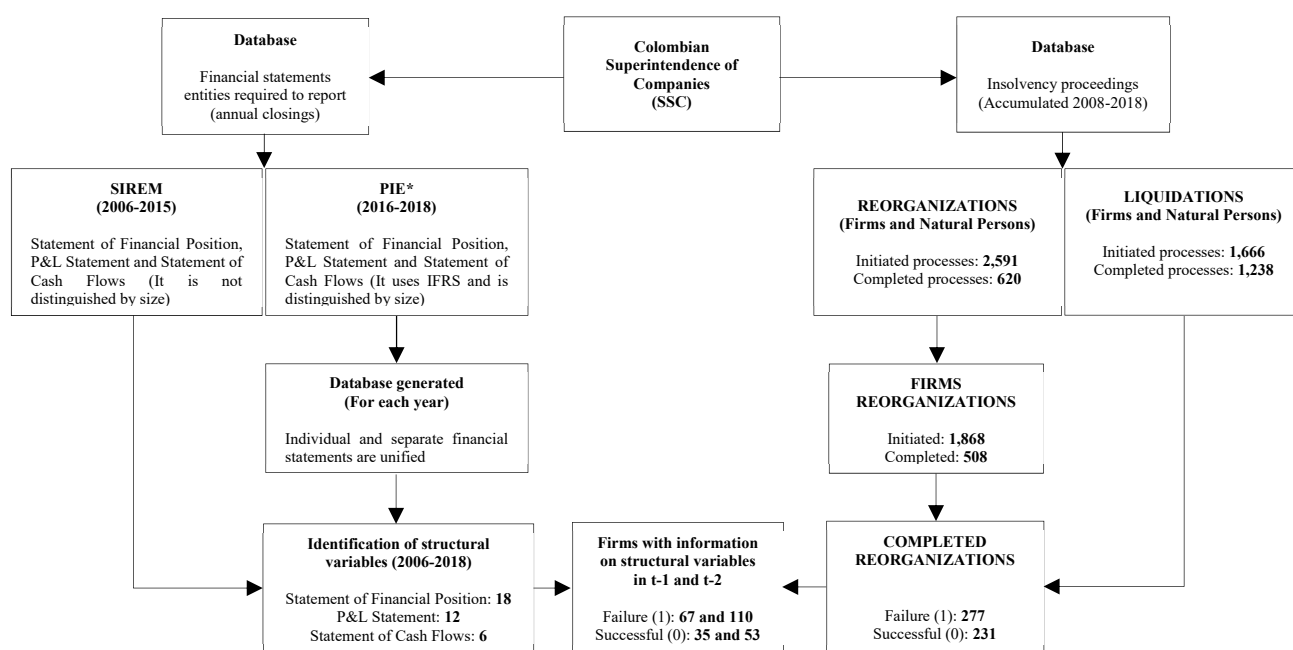 Database
Financial statements
entities required to report
(annual closings)
Colombian
Superintendence of
Companies
(SSC)
Database
Insolvency proceedings
(Accumulated 2008-2018)
SIREM
(2006-2015)
Statement of Financial Position,
P&L Statement and Statement of
Cash Flows (It is not
distinguished by size)
PIE*
(2016-2018)
Statement of Financial Position,
P&L Statement and Statement of
Cash Flows (It uses IFRS and is
distinguished by size)
REORGANIZATIONS
(Firms and Natural Persons)
Initiated processes: 2,591
Completed processes: 620
LIQUIDATIONS
(Firms and Natural Persons)
Initiated processes: 1,666
Completed processes: 1,238
Database generated
(For each year)
Individual and separate financial
statements are unified
FIRMS
REORGANIZATIONS
Initiated: 1,868
Completed: 508
Identification of structural
variables (2006-2018)
Statement of Financial Position: 18
P&L Statement: 12
Statement of Cash Flows: 6
Firms with information
on structural variables
in t-1 and t-2
Failure (1): 67 and 110
Successful (0): 35 and 53
COMPLETED
REORGANIZATIONS
Failure (1): 277
Successful (0): 231